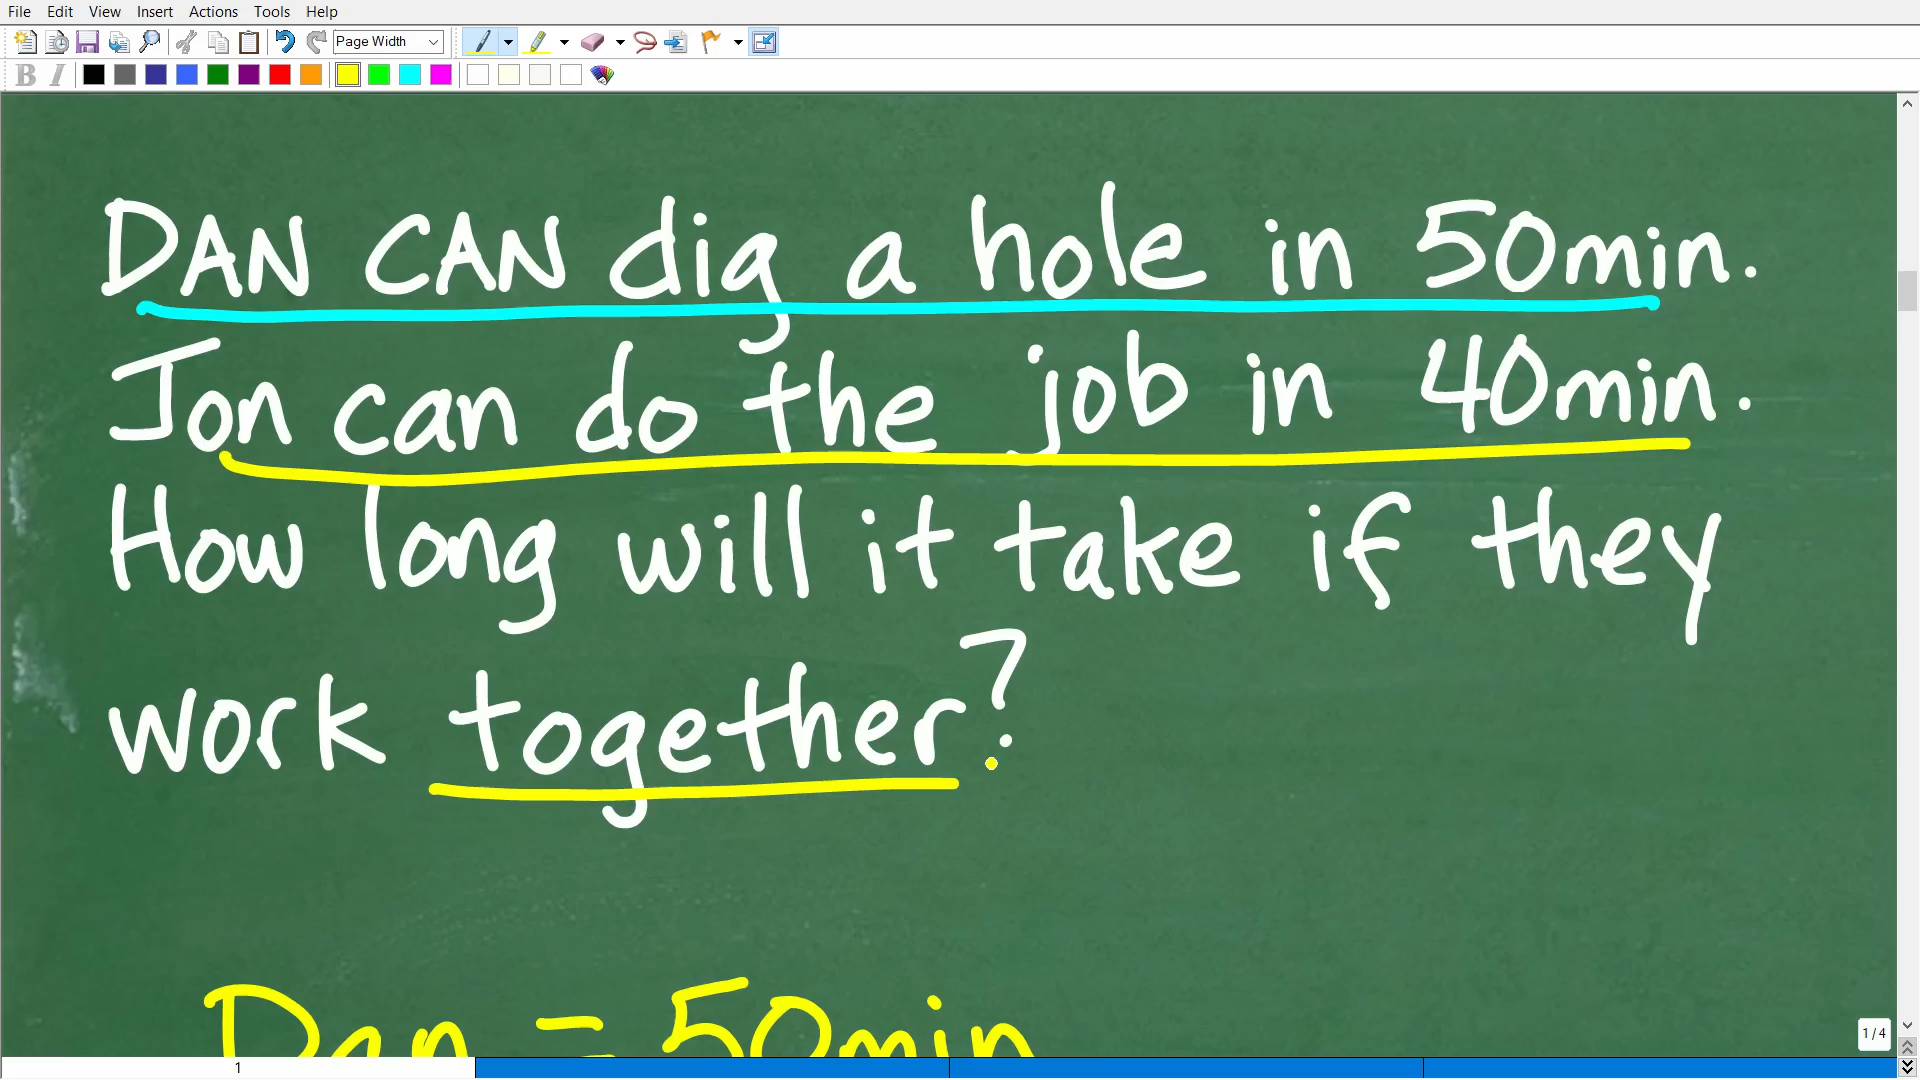 File Edit View Insert Actions Tools Help
Page Width
B I
DAN CAN dig a hole in 50min.
Jon can do the job in 40min.
How long will it take if they
work together?
Dan = 50min
1/4
1